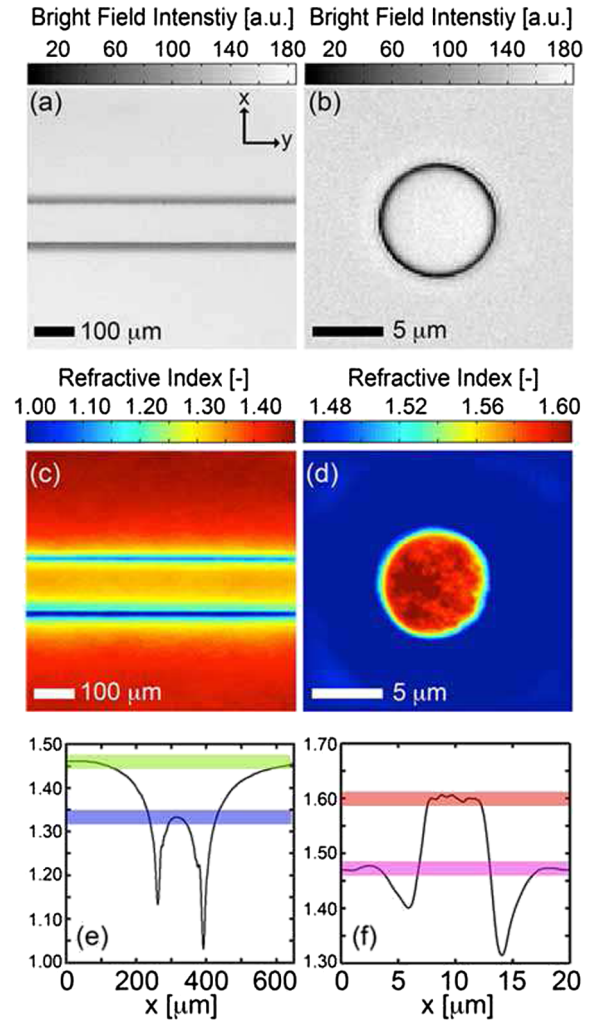 Bright Field Intenstiy [a.u.]
20 60 100 140 180
(a)
x
y
100 μm
Bright Field Intenstiy [a.u.]
20 60 100 140 180
(b)
5 μm
Refractive Index [-]
1.00 1.10 1.20 1.30 1.40
(c)
100 μm
Refractive Index [-]
1.48 1.52 1.56 1.60
(d)
5 μm
1.50
1.40
1.30
1.20
1.10
1.00
(e)
0 200 400 600
x [μm]
1.70
1.60
1.50
1.40
1.30
(f)
0 5 10 15 20
x [μm]